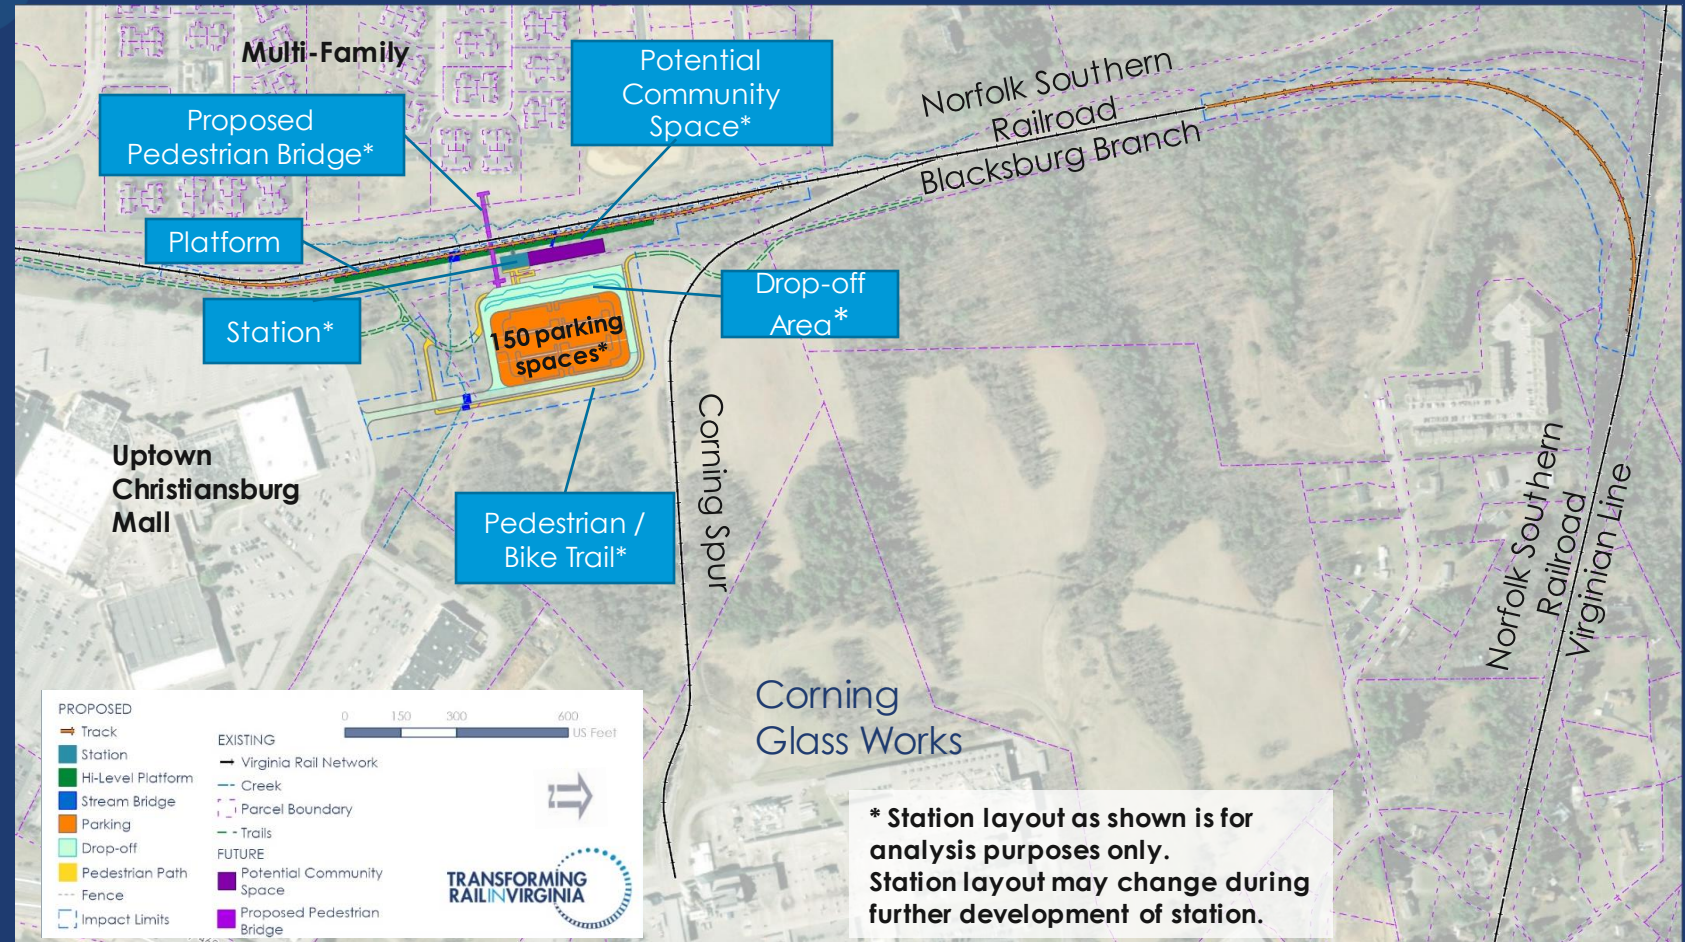 Multi-Family
Proposed
Pedestrian Bridge*
Potential
Community
Space*
Norfolk Southern
Railroad
Blacksburg Branch
Platform
Station*
Drop-off
Area*
150 parking
spaces*
Uptown
Christiansburg
Mall
Pedestrian /
Bike Trail*
Corning Spur
Norfolk Southern
Railroad
Virginian Line
Corning
Glass Works
PROPOSED
Track
Station
Hi-Level Platform
Stream Bridge
Parking
Drop-off
Pedestrian Path
Fence
Impact Limits
0 150 300 600
US Feet
EXISTING
Virginia Rail Network
Creek
Parcel Boundary
Trails
FUTURE
Potential Community
Space
Proposed Pedestrian
Bridge
TRANSFORMING
RAILINVIRGINIA
* Station layout as shown is for
analysis purposes only.
Station layout may change during
further development of station.